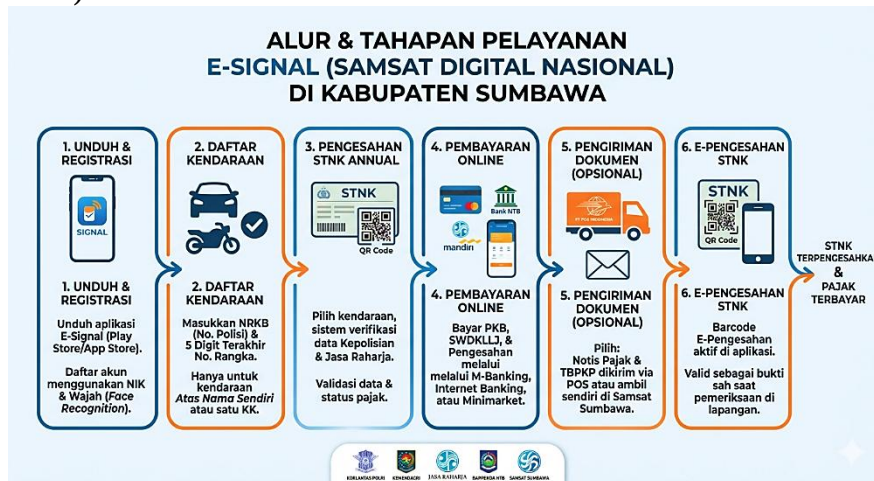 ALUR & TAHAPAN PELAYANAN
E-SIGNAL (SAMSAT DIGITAL NASIONAL)
DI KABUPATEN SUMBAWA
1. UNDUH &
REGISTRASI
SIGNAL
1. UNDUH &
REGISTRASI
Unduh aplikasi
E-Signal (Play
Store/App Store).
Daftar akun
menggunakan NIK
& Wajah (Face
Recognition).
2. DAFTAR
KENDARAAN
2. DAFTAR
KENDARAAN
Masukkan NRKB
(No. Polisi) &
5 Digit Terakhir
No. Rangka.
Hanya untuk
kendaraan
Atas Nama Sendiri
atau satu KK.
3. PENGESAHAN
STNK ANNUAL
STNK
QR Code
Pilih kendaraan,
sistem verifikasi
data Kepolisian
& Jasa Raharja.
Validasi data &
status pajak.
4. PEMBAYARAN
ONLINE
Bank NTB
mandiri
4. PEMBAYARAN
ONLINE
Bayar PKB,
SWDKLLJ, &
Pengesahan
melalui
melalui M-Banking,
Internet Banking,
atau Minimarket.
5. PENGIRIMAN
DOKUMEN
(OPSIONAL)
PT POS INDONESIA
5. PENGIRIMAN
DOKUMEN
(OPSIONAL)
Pilih:
Notis Pajak &
TBPKP dikirim via
POS atau ambil
sendiri di Samsat
Sumbawa.
6. E-PENGESAHAN
STNK
STNK
QR Code
6. E-PENGESAHAN
STNK
Barcode
E-Pengesahan
aktif di aplikasi.
Valid sebagai bukti
sah saat
pemeriksaan di
lapangan.
STNK
TERPENGESAHKA
&
PAJAK
TERBAYAR
KORLANTAS POLRI
KEMENDAGRI
JASA RAHARJA
BAPPENDA NTB
SAMSAT SUMBAWA